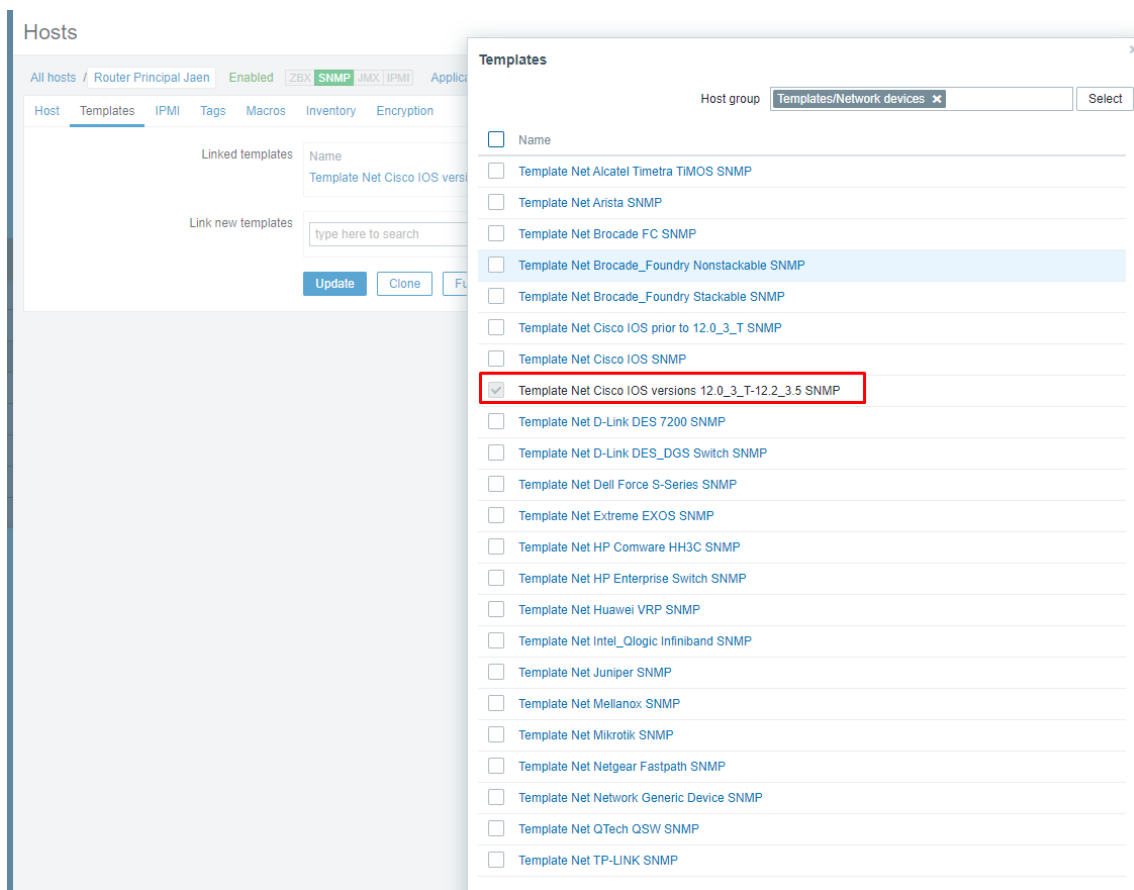 Hosts
All hosts / Router Principal Jaen Enabled ZBX SNMP JMX IPMI Applica
Host Templates IPMI Tags Macros Inventory Encryption
Linked templates
Name
Template Net Cisco IOS versi
Link new templates
type here to search
Update Clone Fu
Templates
Host group Templates/Network devices × Select
Name
Template Net Alcatel Timetra TiMOS SNMP
Template Net Arista SNMP
Template Net Brocade FC SNMP
Template Net Brocade_Foundry Nonstackable SNMP
Template Net Brocade_Foundry Stackable SNMP
Template Net Cisco IOS prior to 12.0_3_T SNMP
Template Net Cisco IOS SNMP
Template Net Cisco IOS versions 12.0_3_T-12.2_3.5 SNMP
Template Net D-Link DES 7200 SNMP
Template Net D-Link DES_DGS Switch SNMP
Template Net Dell Force S-Series SNMP
Template Net Extreme EXOS SNMP
Template Net HP Comware HH3C SNMP
Template Net HP Enterprise Switch SNMP
Template Net Huawei VRP SNMP
Template Net Intel_Qlogic Infiniband SNMP
Template Net Juniper SNMP
Template Net Mellanox SNMP
Template Net Mikrotik SNMP
Template Net Netgear Fastpath SNMP
Template Net Network Generic Device SNMP
Template Net QTech QSW SNMP
Template Net TP-LINK SNMP